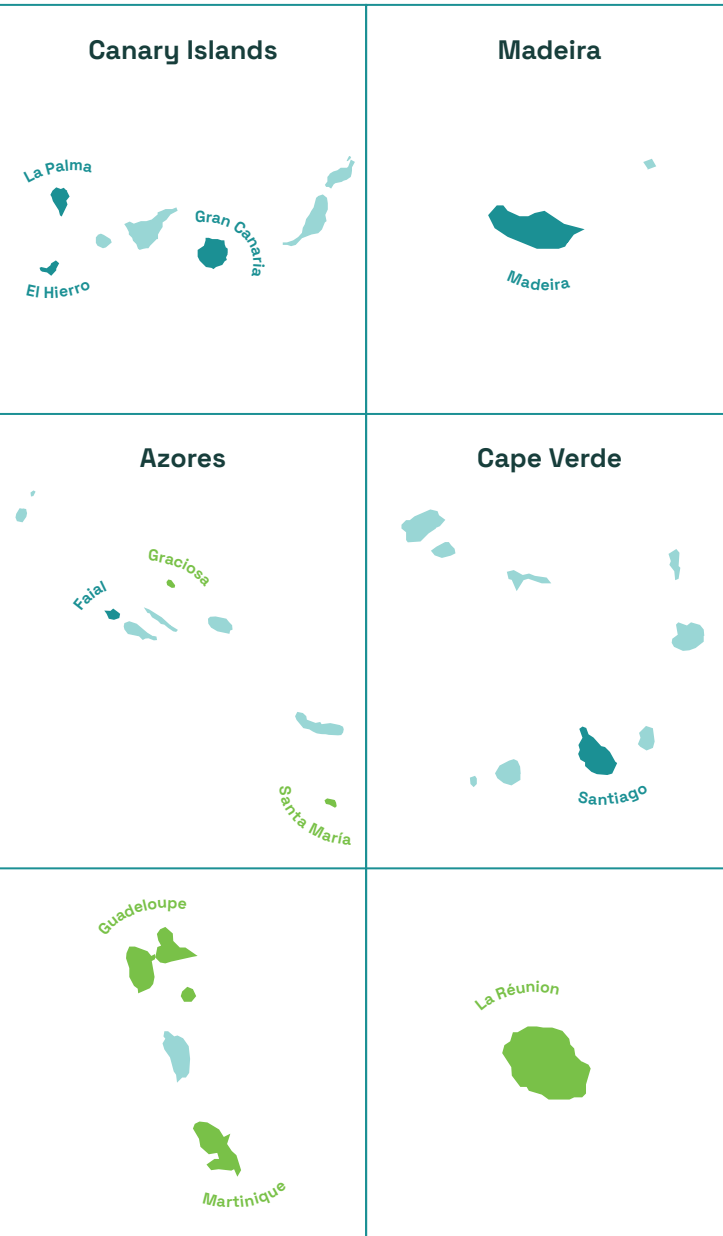 Canary Islands
La Palma
Gran Canaria
El Hierro
Madeira
Madeira
Azores
Graciosa
Faial
Santa María
Cape Verde
Santiago
Guadeloupe
Martinique
La Réunion